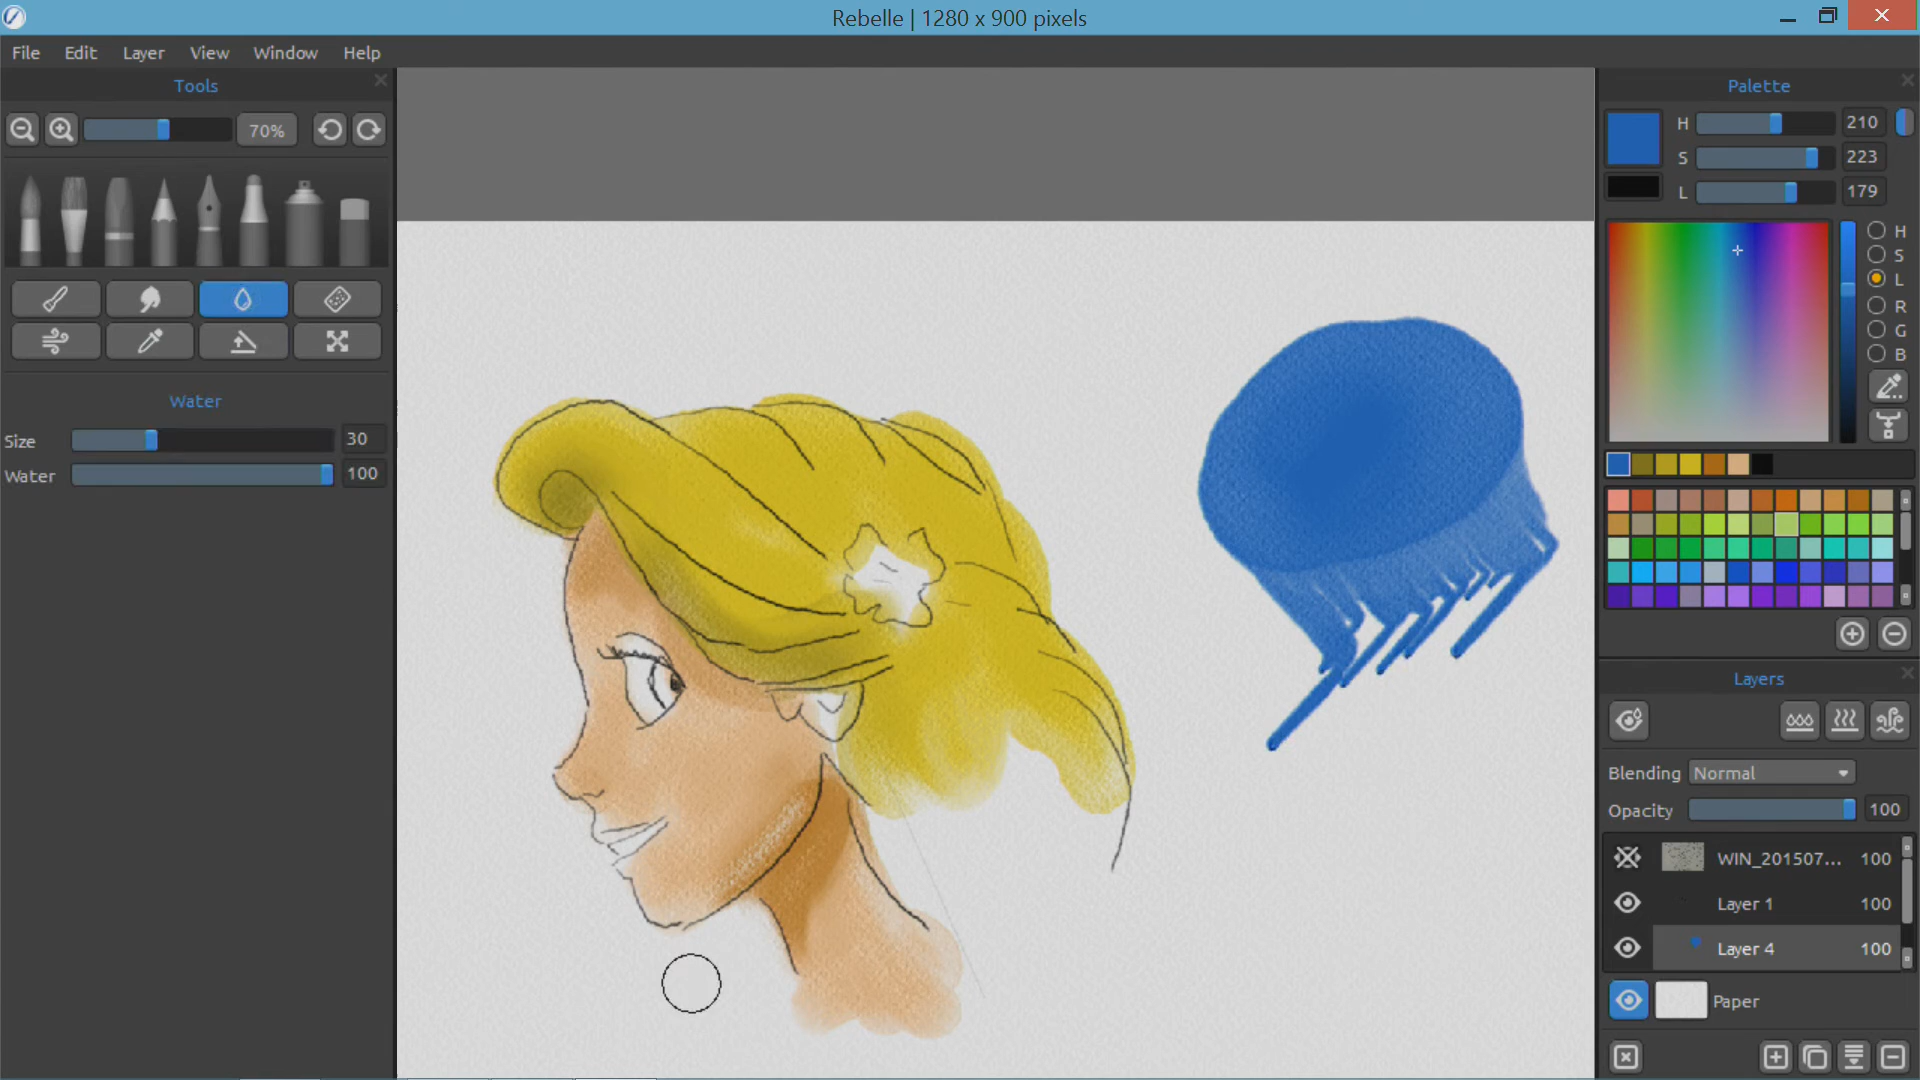 Rebelle | 1280 x 900 pixels
File Edit Layer View Window Help
Tools
70%
Water
Size 30
Water 100
Palette
H 210
S 223
L 179
H
S
L
R
G
B
Layers
Blending Normal
Opacity 100
WIN_201507... 100
Layer 1 100
Layer 4 100
Paper